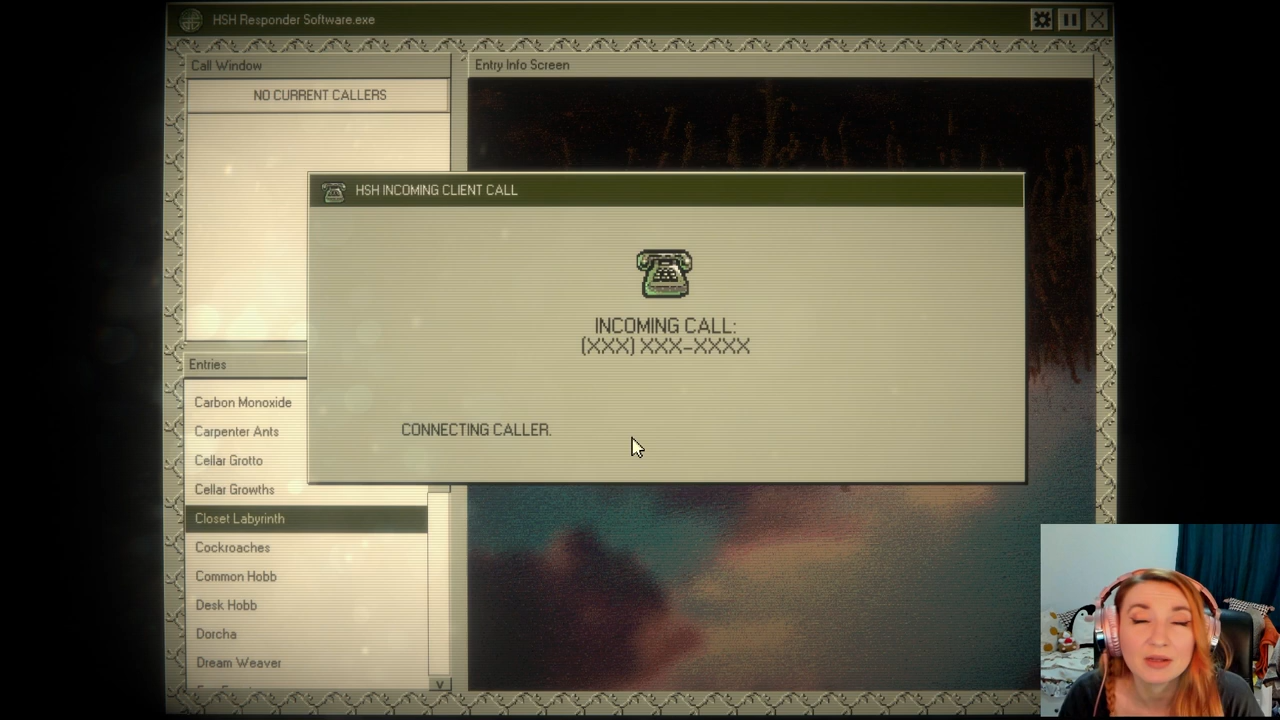 HSH Responder Software.exe
Call Window
NO CURRENT CALLERS
Entry Info Screen
HSH INCOMING CLIENT CALL
INCOMING CALL:
(XXX) XXX-XXXX
CONNECTING CALLER.
Entries
Carbon Monoxide
Carpenter Ants
Cellar Grotto
Cellar Growths
Closet Labyrinth
Cockroaches
Common Hobb
Desk Hobb
Dorcha
Dream Weaver